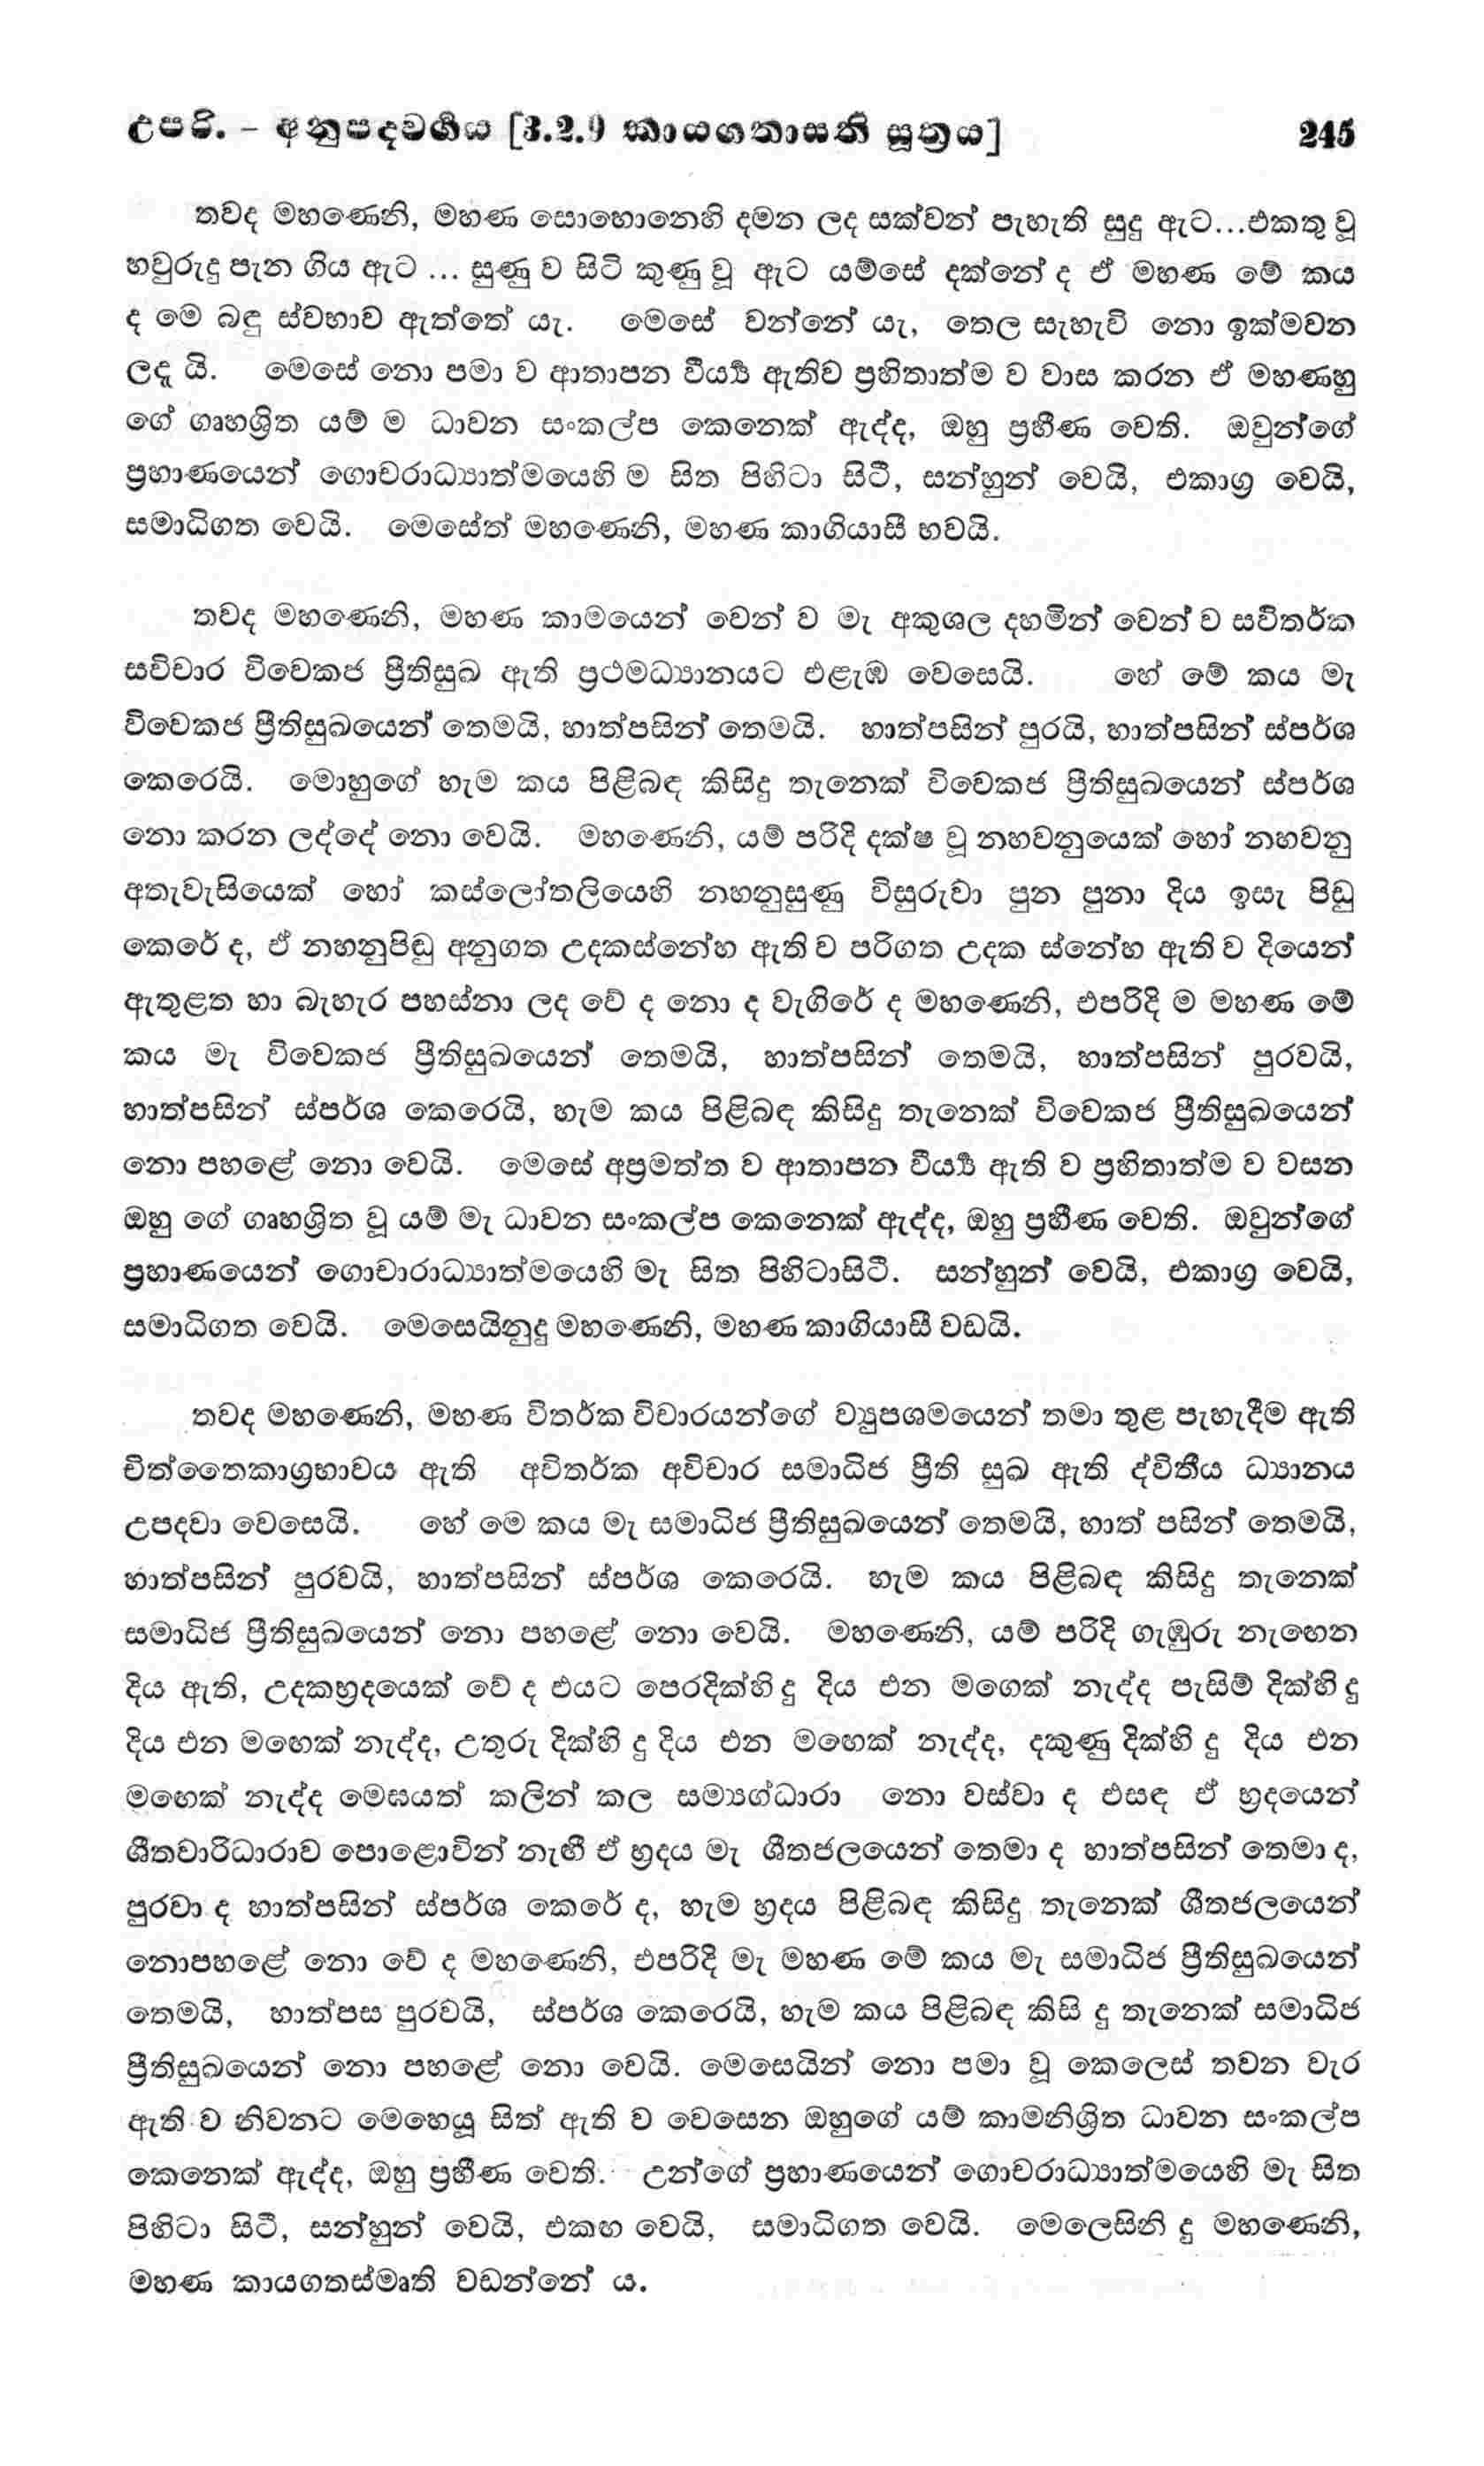 උපරි. – අනුපදවර්‍ගය [3.2.9 කායගතාසති සූත්‍රය] 245
තවද මහණෙනි, මහණ සොහොනෙහි දමන ලද සක්වන් පැහැති සුදු ඇට...එකතු වූ
හවුරුදු පැන ගිය ඇට ... සුණු ව සිටි කුණු වූ ඇට යම්සේ දක්නේ ද ඒ මහණ මේ කය
ද මෙ බඳු ස්වභාව ඇත්තේ යැ. මෙසේ වන්නේ යැ, තෙල සැහැවි නො ඉක්මවන
ලදැ යි. මෙසේ නො පමා ව ආතාපන වීර්‍ය්‍ය ඇතිව ප්‍රහිතාත්ම ව වාස කරන ඒ මහණහු
ගේ ගෘහශ්‍රිත යම් ම ධාවන සංකල්ප කෙනෙක් ඇද්ද, ඔහු ප්‍රහීණ වෙති. ඔවුන්ගේ
ප්‍රහාණයෙන් ගොචරාධ්‍යාත්මයෙහි ම සිත පිහිටා සිටී, සන්හුන් වෙයි, එකාග්‍ර වෙයි,
සමාධිගත වෙයි. මෙසේත් මහණෙනි, මහණ කාගියාසී භවයි.
තවද මහණෙනි, මහණ කාමයෙන් වෙන් ව මැ අකුශල දහමින් වෙන් ව සවිතර්ක
සවිචාර විවෙකජ ප්‍රීතිසුඛ ඇති ප්‍රථමධ්‍යානයට එළැඹ වෙසෙයි. හේ මේ කය මැ
විවෙකජ ප්‍රීතිසුඛයෙන් තෙමයි, හාත්පසින් තෙමයි. හාත්පසින් පුරයි, හාත්පසින් ස්පර්ශ
කෙරෙයි. මොහුගේ හැම කය පිළිබඳ කිසිදු තැනෙක් විවෙකජ ප්‍රීතිසුඛයෙන් ස්පර්ශ
නො කරන ලද්දේ නො වෙයි. මහණෙනි, යම් පරිදි දක්ෂ වූ නහවනුයෙක් හෝ නහවනු
අතැවැසියෙක් හෝ කස්ලෝතලියෙහි නහනුසුණු විසුරුවා පුන පුනා දිය ඉසැ පිඩු
කෙරේ ද, ඒ නහනුපිඬු අනුගත උදකස්නේහ ඇති ව පරිගත උදක ස්නේහ ඇති ව දියෙන්
ඇතුළත හා බැහැර පහස්නා ලද වේ ද නො ද වැගිරේ ද මහණෙනි, එපරිදි ම මහණ මේ
කය මැ විවෙකජ ප්‍රීතිසුඛයෙන් තෙමයි, හාත්පසින් තෙමයි, හාත්පසින් පුරවයි,
හාත්පසින් ස්පර්ශ කෙරෙයි, හැම කය පිළිබඳ කිසිදු තැනෙක් විවෙකජ ප්‍රීතිසුඛයෙන්
නො පහළේ නො වෙයි. මෙසේ අප්‍රමත්ත ව ආතාපන වීර්‍ය්‍ය ඇති ව ප්‍රහිතාත්ම ව වසන
ඔහු ගේ ගෘහශ්‍රිත වූ යම් මැ ධාවන සංකල්ප කෙනෙක් ඇද්ද, ඔහු ප්‍රහීණ වෙති. ඔවුන්ගේ
ප්‍රහාණයෙන් ගොචාරාධ්‍යාත්මයෙහි මැ සිත පිහිටාසිටී. සන්හුන් වෙයි, එකාග්‍ර වෙයි,
සමාධිගත වෙයි. මෙසෙයිනුදු මහණෙනි, මහණ කාගියාසී වඩයි.
තවද මහණෙනි, මහණ විතර්ක විචාරයන්ගේ ව්‍යුපශමයෙන් තමා තුළ පැහැදීම ඇති
චිත්තෛකාග්‍රභාවය ඇති අවිතර්ක අවිචාර සමාධිජ ප්‍රීති සුඛ ඇති ද්විතීය ධ්‍යානය
උපදවා වෙසෙයි. හේ මෙ කය මැ සමාධිජ ප්‍රීතිසුඛයෙන් තෙමයි, හාත් පසින් තෙමයි,
හාත්පසින් පුරවයි, හාත්පසින් ස්පර්ශ කෙරෙයි. හැම කය පිළිබඳ කිසිදු තැනෙක්
සමාධිජ ප්‍රීතිසුඛයෙන් නො පහළේ නො වෙයි. මහණෙනි, යම් පරිදි ගැඹුරු නැඟෙන
දිය ඇති, උදකහ්‍රදයෙක් වේ ද එයට පෙරදික්හි දු දිය එන මගෙක් නැද්ද පැසිම් දික්හි දු
දිය එන මඟෙක් නැද්ද, උතුරු දික්හි දු දිය එන මඟෙක් නැද්ද, දකුණු දික්හි දු දිය එන
මඟෙක් නැද්ද මෙඝයත් කලින් කල සම්‍යග්ධාරා නො වස්වා ද එසඳ ඒ හ්‍රදයෙන්
ශීතවාරිධාරාව පොළොවින් නැඟී ඒ හ්‍රදය මැ ශීතජලයෙන් තෙමා ද හාත්පසින් තෙමා ද,
පුරවා ද හාත්පසින් ස්පර්ශ කෙරේ ද, හැම හ්‍රදය පිළිබඳ කිසිදු තැනෙක් ශීතජලයෙන්
නොපහළේ නො වේ ද මහණෙනි, එපරිදි මැ මහණ මේ කය මැ සමාධිජ ප්‍රීතිසුඛයෙන්
තෙමයි, හාත්පස පුරවයි, ස්පර්ශ කෙරෙයි, හැම කය පිළිබඳ කිසි දු තැනෙක් සමාධිජ
ප්‍රීතිසුඛයෙන් නො පහළේ නො වෙයි. මෙසෙයින් නො පමා වූ කෙලෙස් තවන වැර
ඇති ව නිවනට මෙහෙයූ සිත් ඇති ව වෙසෙන ඔහුගේ යම් කාමනිශ්‍රිත ධාවන සංකල්ප
කෙනෙක් ඇද්ද, ඔහු ප්‍රහීණ වෙති. උන්ගේ ප්‍රහාණයෙන් ගොචරාධ්‍යාත්මයෙහි මැ සිත
පිහිටා සිටී, සන්හුන් වෙයි, එකඟ වෙයි, සමාධිගත වෙයි. මෙලෙසිනි දු මහණෙනි,
මහණ කායගතස්මෘති වඩන්නේ ය.